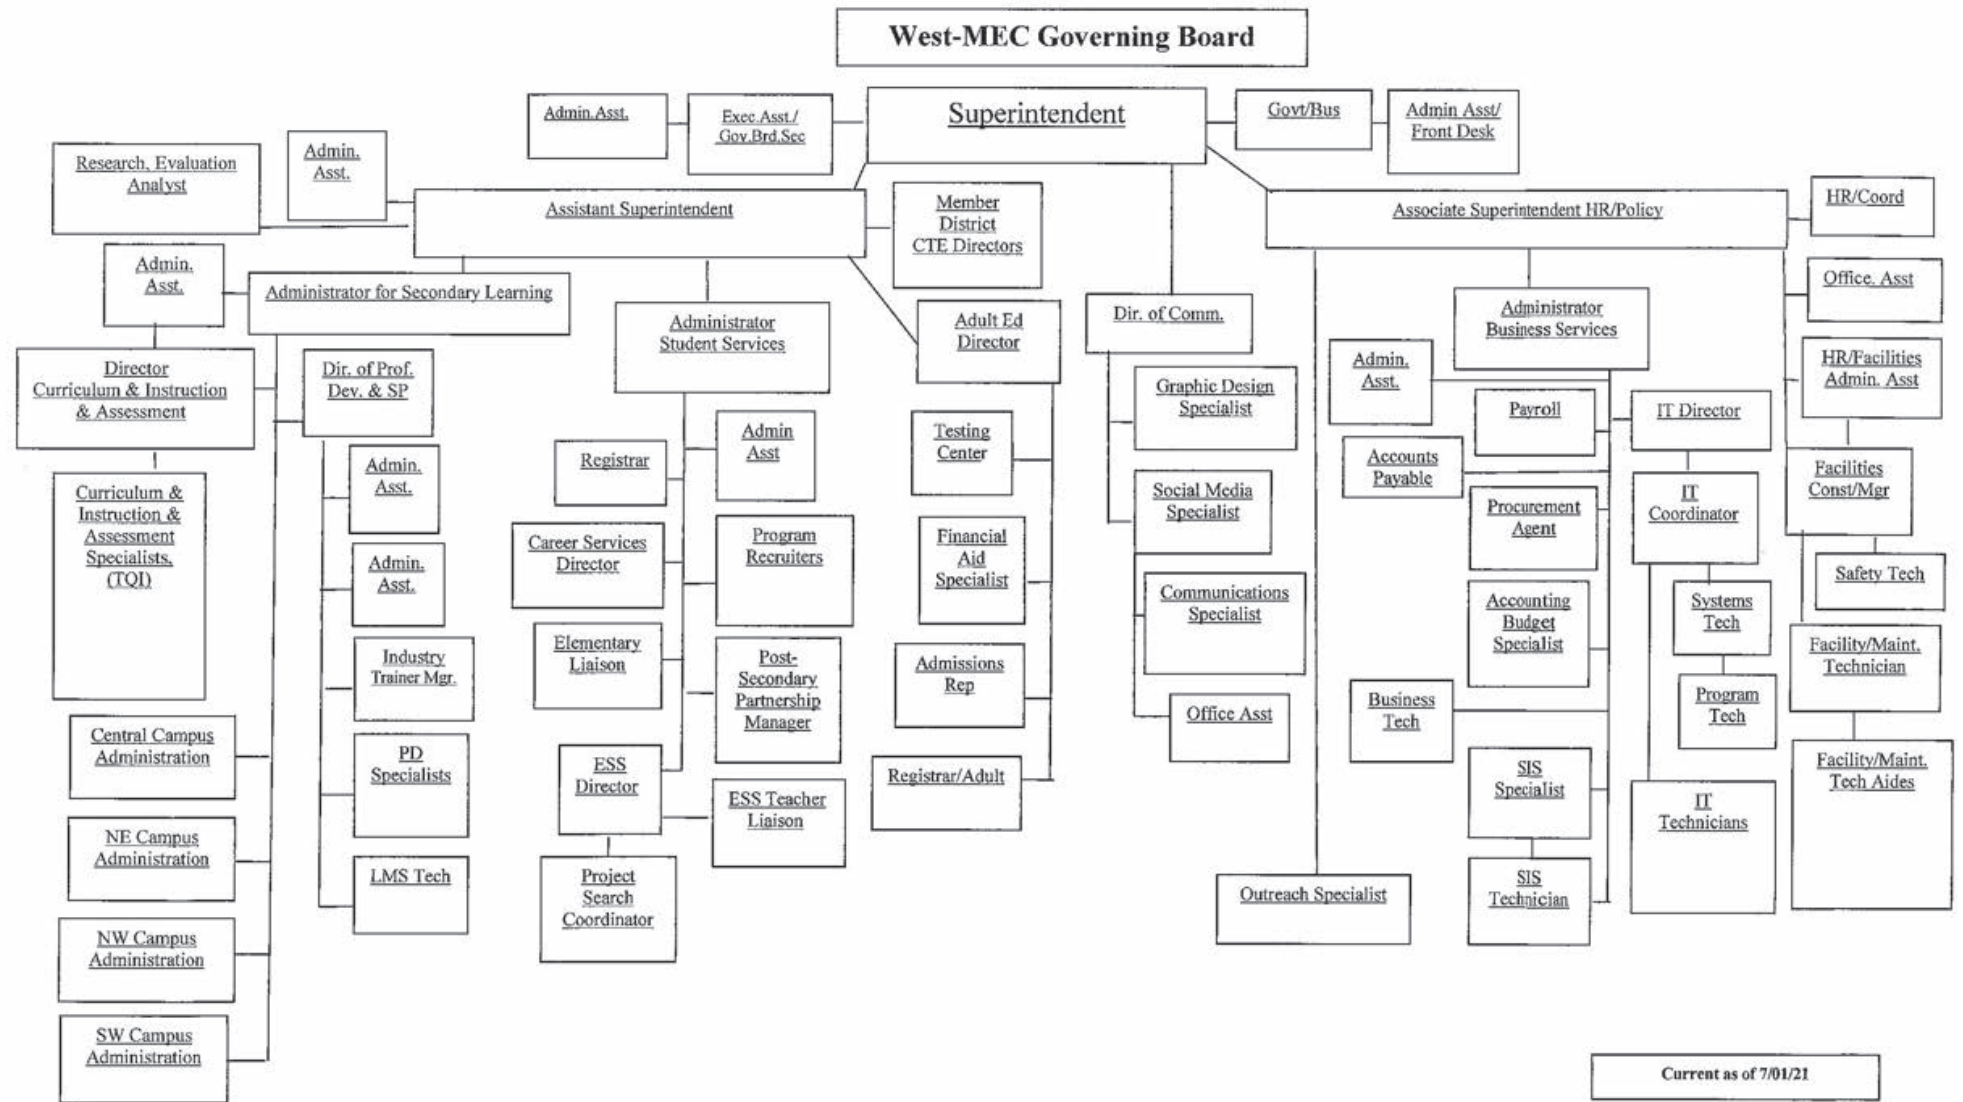 West-MEC Governing Board
Superintendent
Admin.Asst.
Exec.Asst./
Gov.Brd.Sec
Govt/Bus
Admin Asst/
Front Desk
Research, Evaluation
Analyst
Admin.
Asst.
Assistant Superintendent
Member
District
CTE Directors
Associate Superintendent HR/Policy
HR/Coord
Admin.
Asst.
Administrator for Secondary Learning
Administrator
Student Services
Adult Ed
Director
Dir. of Comm.
Administrator
Business Services
Office. Asst
HR/Facilities
Admin. Asst
Director
Curriculum & Instruction
& Assessment
Dir. of Prof.
Dev. & SP
Curriculum &
Instruction &
Assessment
Specialists,
(TQI)
Admin.
Asst.
Admin.
Asst.
Industry
Trainer Mgr.
PD
Specialists
LMS Tech
Central Campus
Administration
NE Campus
Administration
NW Campus
Administration
SW Campus
Administration
Registrar
Admin
Asst
Career Services
Director
Program
Recruiters
Elementary
Liaison
Post-
Secondary
Partnership
Manager
ESS
Director
ESS Teacher
Liaison
Project
Search
Coordinator
Testing
Center
Financial
Aid
Specialist
Admissions
Rep
Registrar/Adult
Graphic Design
Specialist
Social Media
Specialist
Communications
Specialist
Office Asst
Outreach Specialist
Admin.
Asst.
Payroll
Accounts
Payable
Procurement
Agent
Accounting
Budget
Specialist
Business
Tech
SIS
Specialist
SIS
Technician
IT Director
IT
Coordinator
Systems
Tech
Program
Tech
IT
Technicians
Facilities
Const/Mgr
Safety Tech
Facility/Maint.
Technician
Facility/Maint.
Tech Aides
Current as of 7/01/21